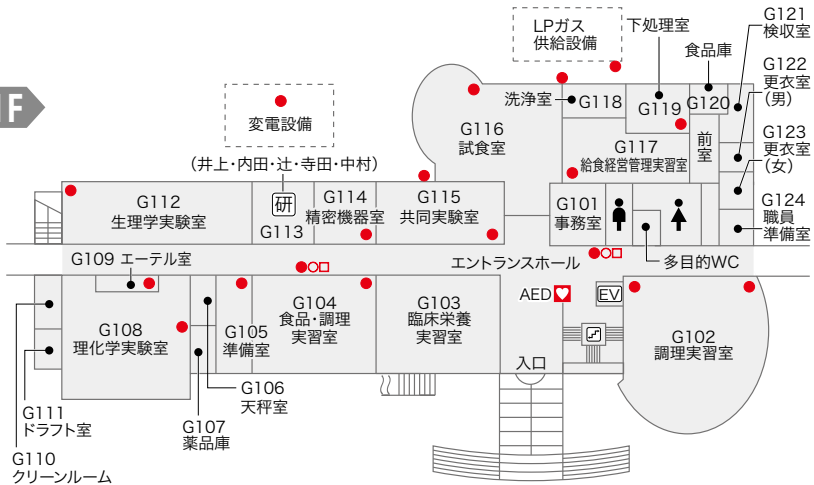 1F
LPガス
供給設備
下処理室
食品庫
G121
検収室
G122
更衣室
(男)
G123
更衣室
(女)
G124
職員
準備室
変電設備
洗浄室
G118
G119
G120
G116
試食室
G117
給食経営管理実習室
前
室
(井上・内田・辻・寺田・中村)
研
G112
生理学実験室
G113
G114
精密機器室
G115
共同実験室
G101
事務室
G109 エーテル室
エントランスホール
多目的WC
AED
EV
G108
理化学実験室
G105
準備室
G104
食品・調理
実習室
G103
臨床栄養
実習室
G102
調理実習室
入口
G106
天秤室
G107
薬品庫
G111
ドラフト室
G110
クリーンルーム